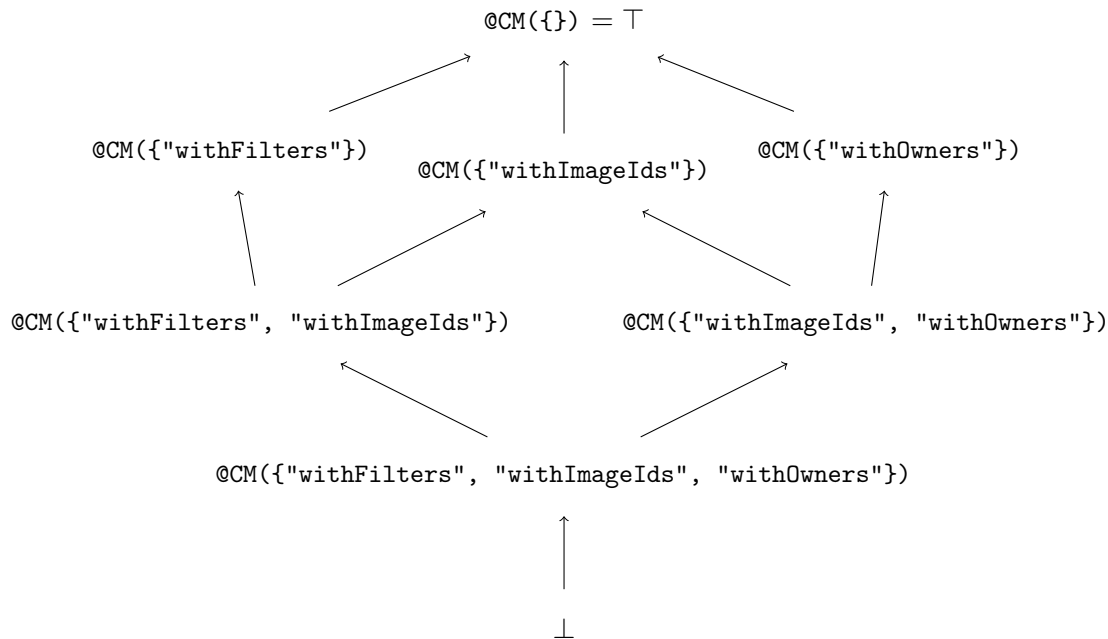 @CM({}) = ⊤
@CM({"withFilters"})
@CM({"withImageIds"})
@CM({"withOwners"})
@CM({"withFilters", "withImageIds"})
@CM({"withImageIds", "withOwners"})
@CM({"withFilters", "withImageIds", "withOwners"})
⊥